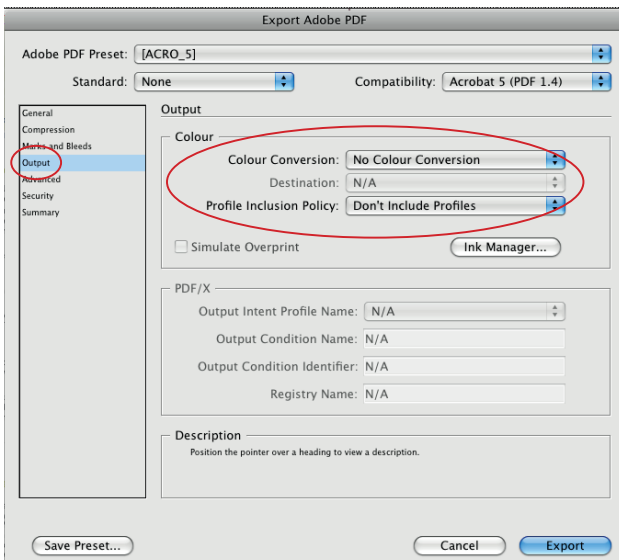 Export Adobe PDF
Adobe PDF Preset: [ACRO_5]
Standard: None Compatibility: Acrobat 5 (PDF 1.4)
General
Compression
Marks and Bleeds
Output
Advanced
Security
Summary
Output
Colour
Colour Conversion: No Colour Conversion
Destination: N/A
Profile Inclusion Policy: Don't Include Profiles
Simulate Overprint Ink Manager...
PDF/X
Output Intent Profile Name: N/A
Output Condition Name: N/A
Output Condition Identifier: N/A
Registry Name: N/A
Description
Position the pointer over a heading to view a description.
Save Preset... Cancel Export